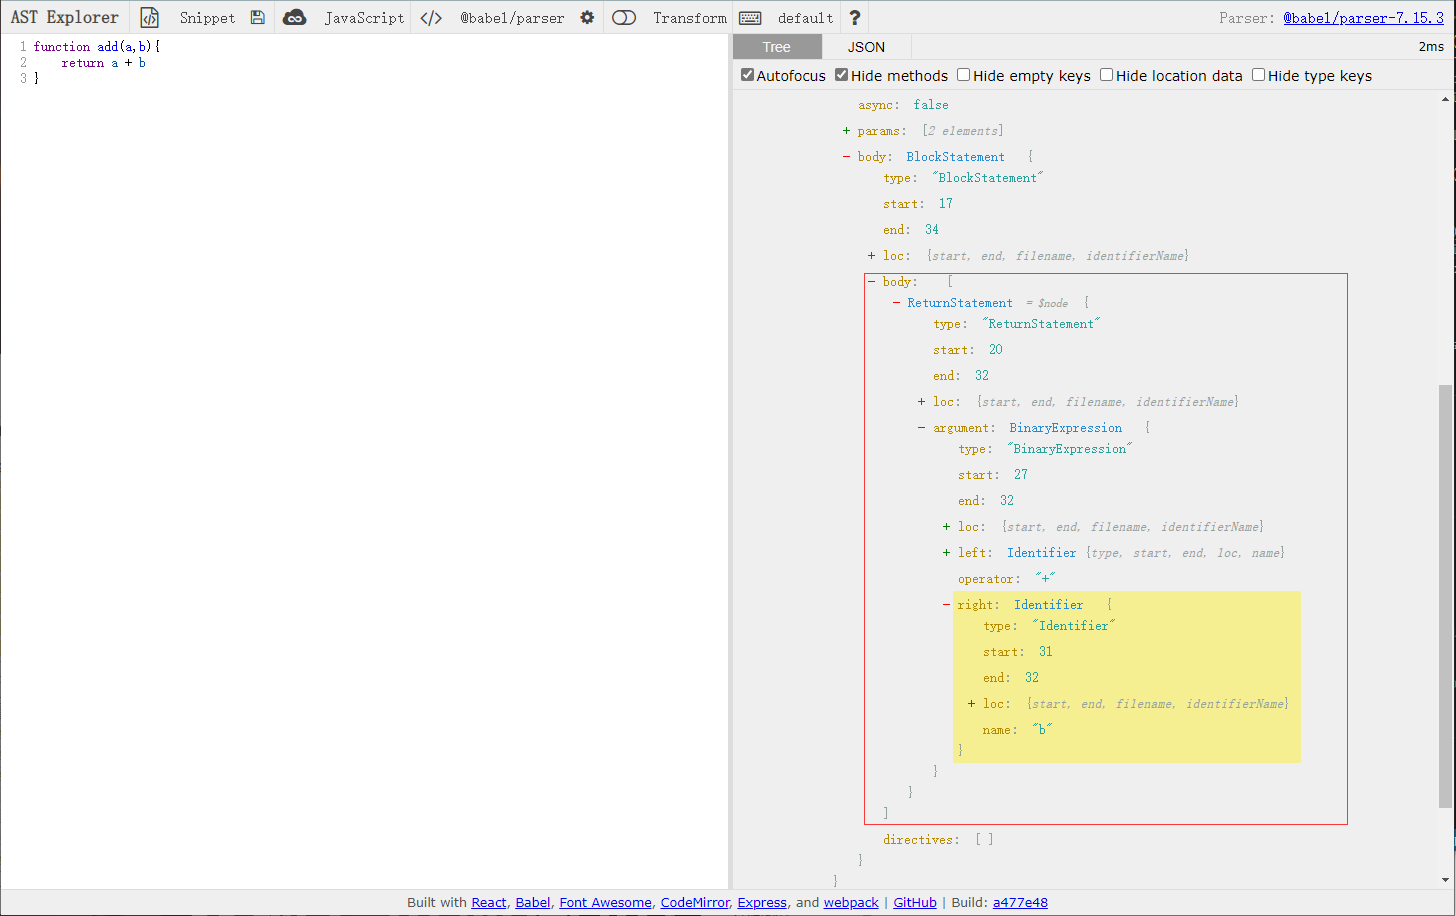 AST Explorer Snippet JavaScript </> @babel/parser Transform default ? Parser: @babel/parser-7.15.3
Tree JSON 2ms
Autofocus Hide methods Hide empty keys Hide location data Hide type keys
1 function add(a,b){
2 return a + b
3 }
async: false
+ params: [2 elements]
- body: BlockStatement {
type: "BlockStatement"
start: 17
end: 34
+ loc: {start, end, filename, identifierName}
- body: [
- ReturnStatement = $node {
type: "ReturnStatement"
start: 20
end: 32
+ loc: {start, end, filename, identifierName}
- argument: BinaryExpression {
type: "BinaryExpression"
start: 27
end: 32
+ loc: {start, end, filename, identifierName}
+ left: Identifier {type, start, end, loc, name}
operator: "+"
- right: Identifier {
type: "Identifier"
start: 31
end: 32
+ loc: {start, end, filename, identifierName}
name: "b"
}
}
}
]
directives: [ ]
}
}
Built with React, Babel, Font Awesome, CodeMirror, Express, and webpack | GitHub | Build: a477e48